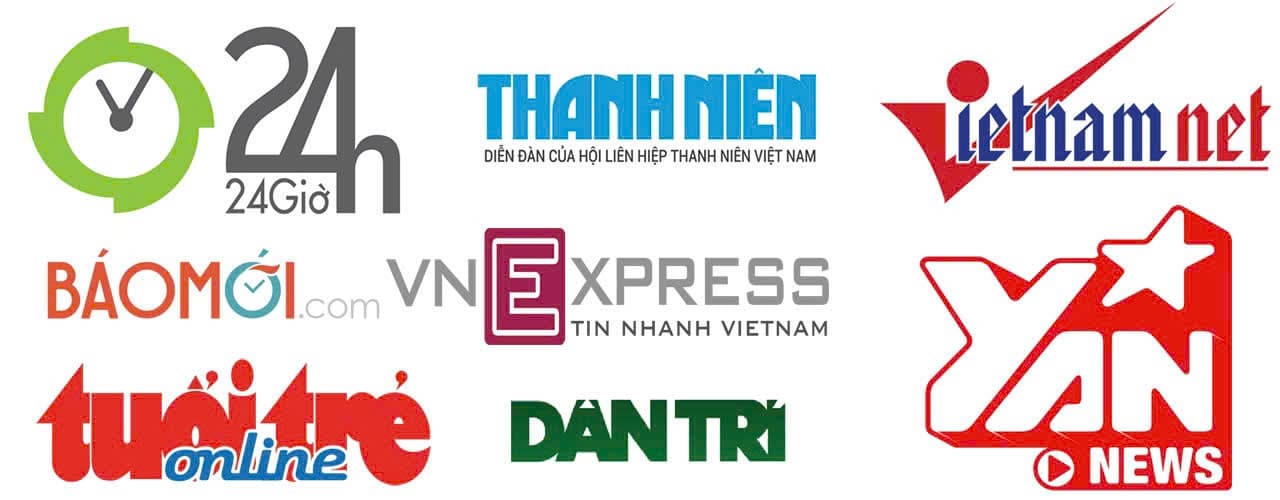 24h
24Giờ
THANH NIÊN
DIỄN ĐÀN CỦA HỘI LIÊN HIỆP THANH NIÊN VIỆT NAM
Vietnamnet
BÁOMỚI.com
VNEXPRESS
TIN NHANH VIETNAM
YAN
NEWS
tuổi trẻ
online
DÂN TRÍ